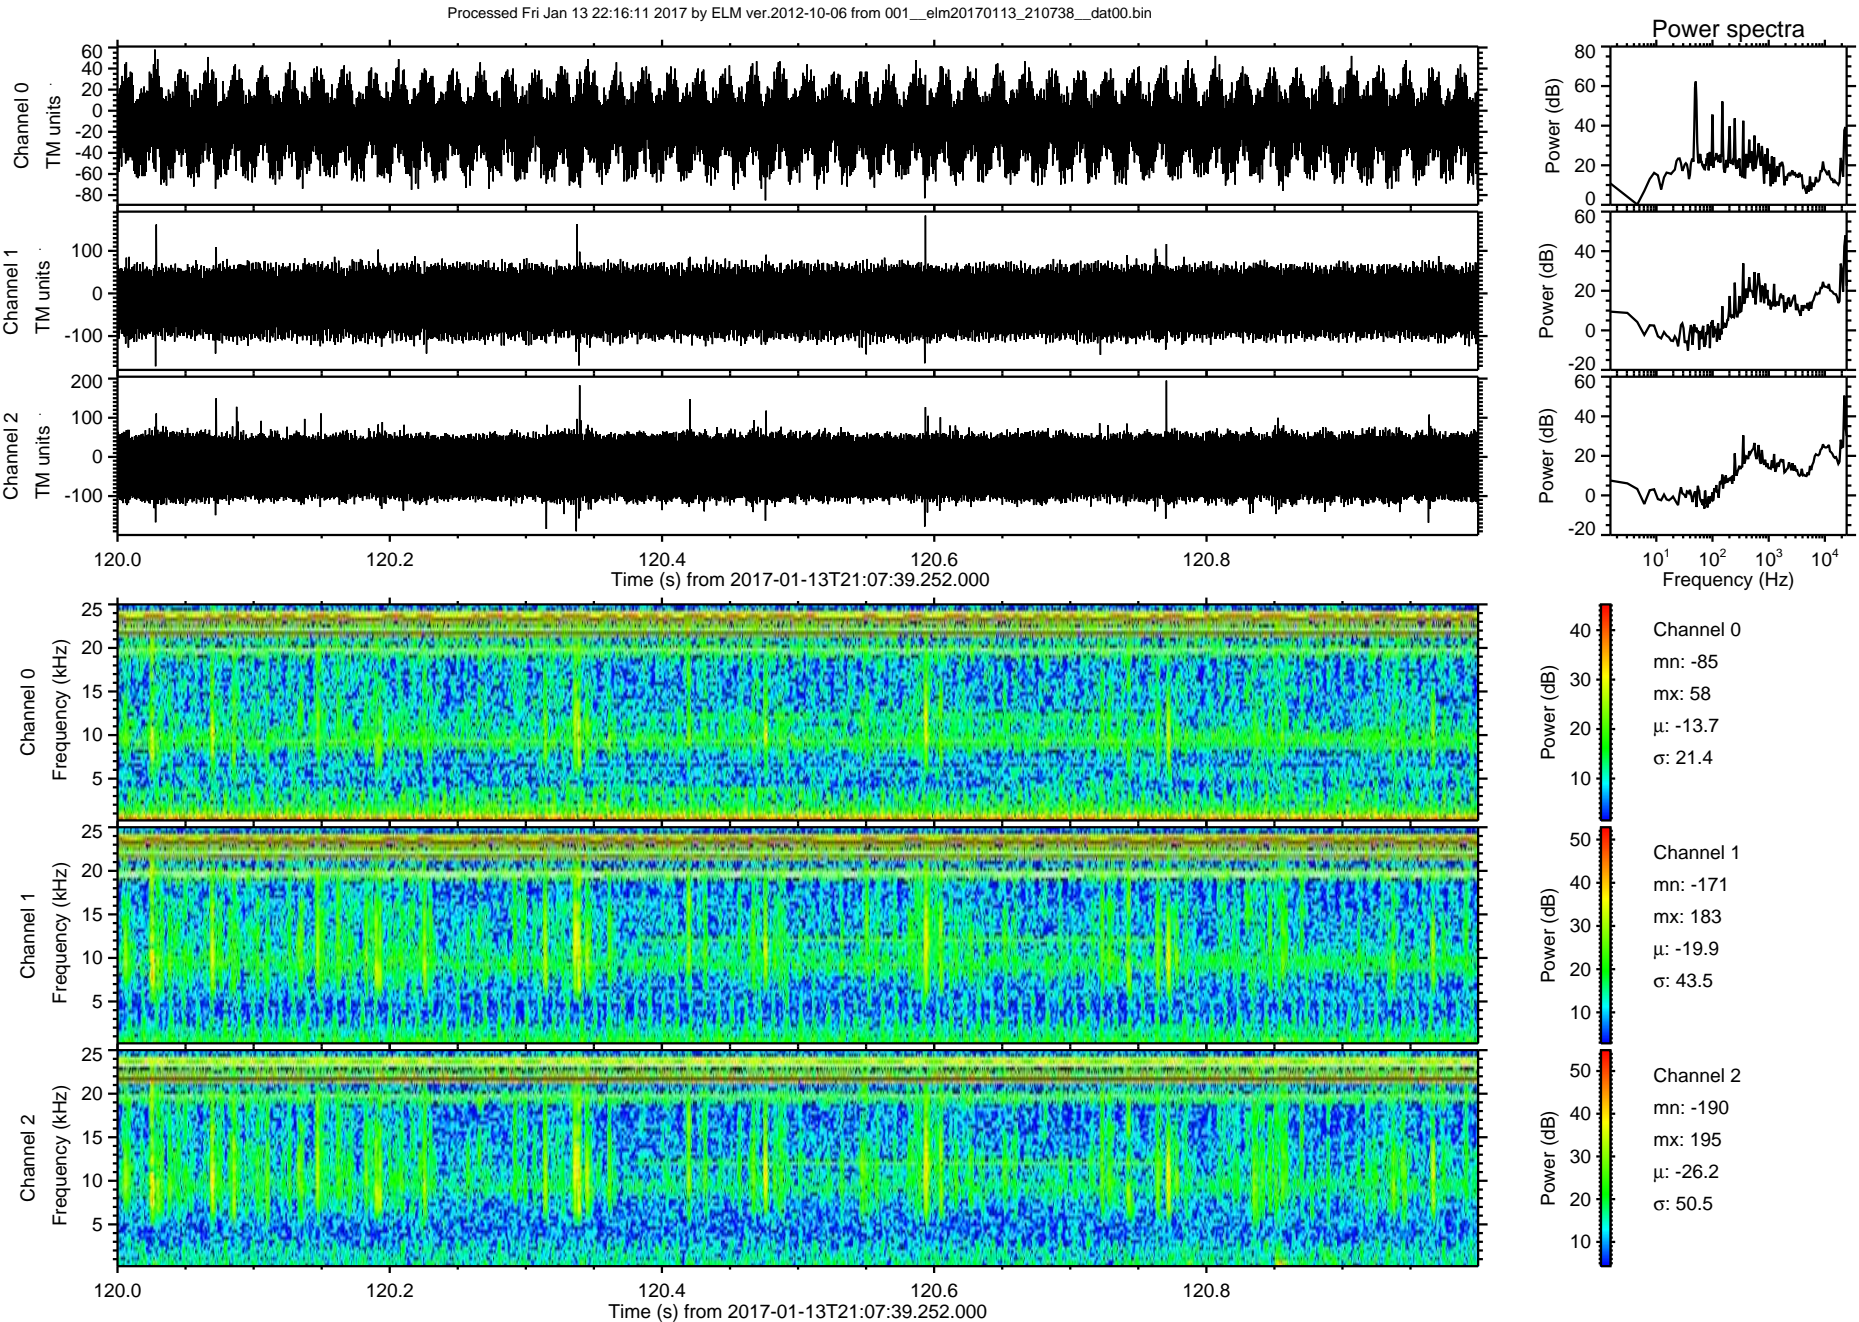 Processed Fri Jan 13 22:16:11 2017 by ELM ver.2012-10-06 from 001__elm20170113_210738__dat00.bin
Power spectra
Channel 0
TM units
60
40
20
0
-20
-40
-60
-80
Power (dB)
80
60
40
20
0
Channel 1
TM units
100
0
-100
Power (dB)
60
40
20
0
-20
Channel 2
TM units
200
100
0
-100
Power (dB)
60
40
20
0
-20
120.0 120.2 120.4 120.6 120.8
Time (s) from 2017-01-13T21:07:39.252.000
10¹ 10² 10³ 10⁴
Frequency (Hz)
Channel 0
Frequency (kHz)
25
20
15
10
5
Power (dB)
40
30
20
10
Channel 0
mn: -85
mx: 58
μ: -13.7
σ: 21.4
Channel 1
Frequency (kHz)
25
20
15
10
5
Power (dB)
50
40
30
20
10
Channel 1
mn: -171
mx: 183
μ: -19.9
σ: 43.5
Channel 2
Frequency (kHz)
25
20
15
10
5
Power (dB)
50
40
30
20
10
Channel 2
mn: -190
mx: 195
μ: -26.2
σ: 50.5
120.0 120.2 120.4 120.6 120.8
Time (s) from 2017-01-13T21:07:39.252.000